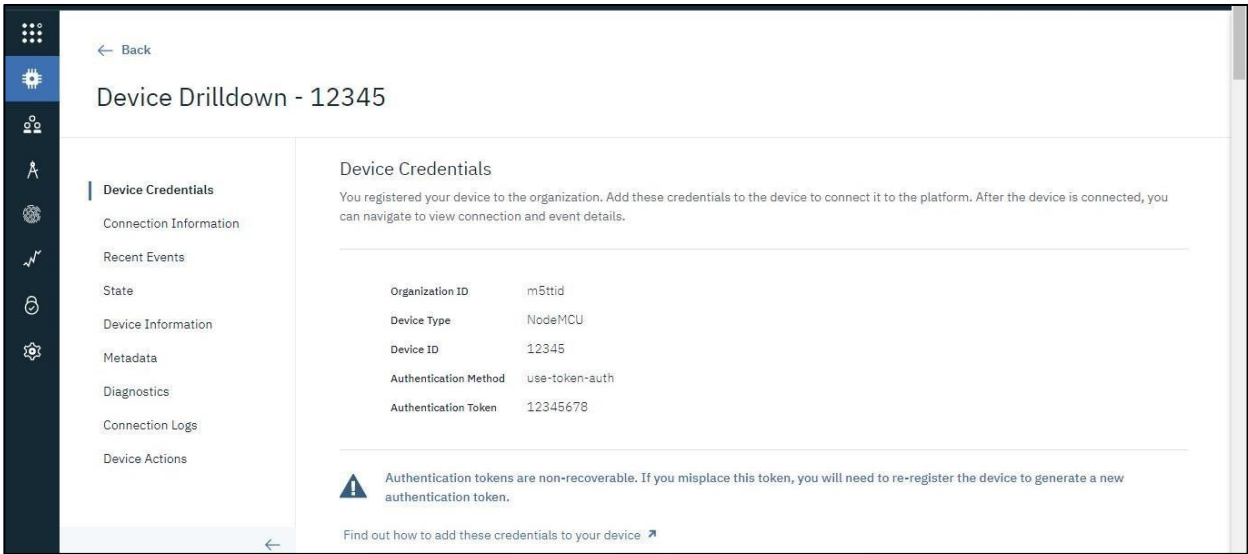 ← Back
Device Drilldown - 12345
Device Credentials
Connection Information
Recent Events
State
Device Information
Metadata
Diagnostics
Connection Logs
Device Actions
←
Device Credentials
You registered your device to the organization. Add these credentials to the device to connect it to the platform. After the device is connected, you
can navigate to view connection and event details.
Organization ID m5ttid
Device Type NodeMCU
Device ID 12345
Authentication Method use-token-auth
Authentication Token 12345678
Authentication tokens are non-recoverable. If you misplace this token, you will need to re-register the device to generate a new
authentication token.
Find out how to add these credentials to your device ↗